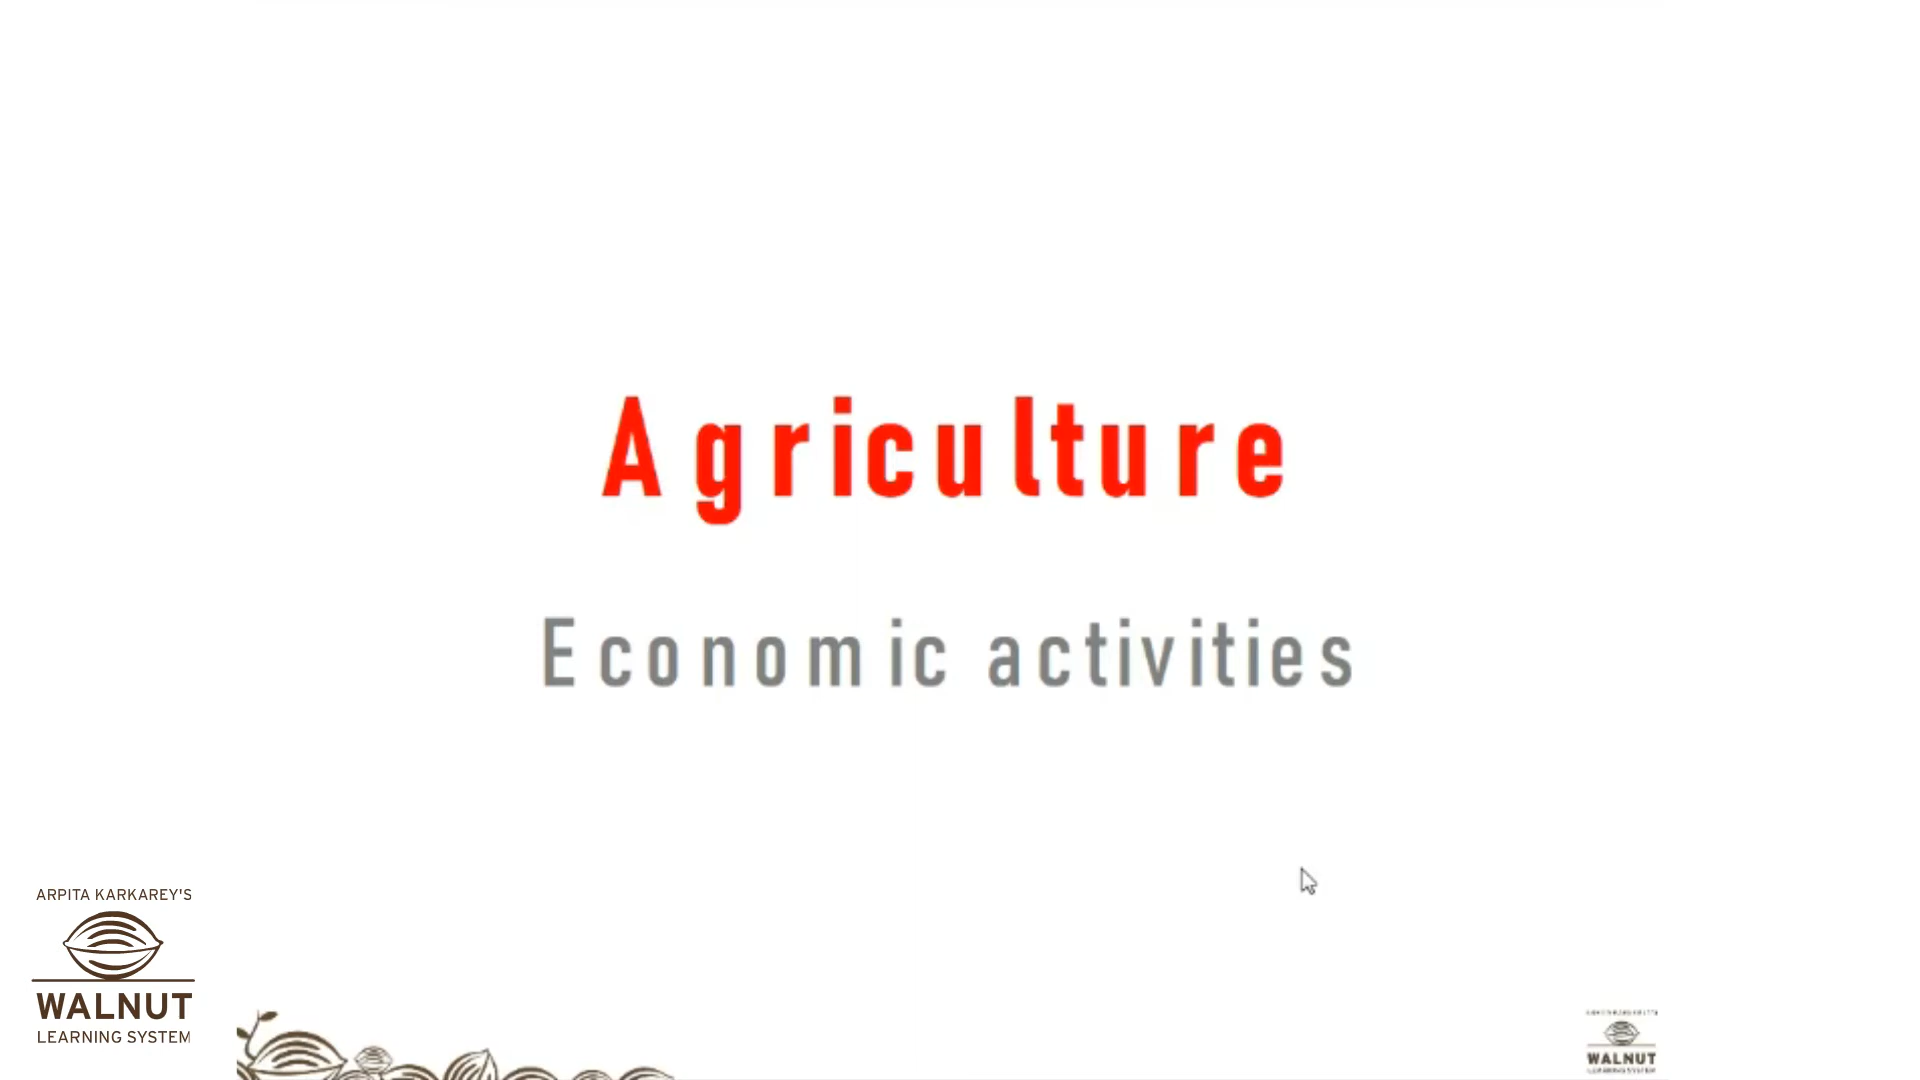 Agriculture
Economic activities
ARPITA KARKAREY'S
WALNUT
LEARNING SYSTEM
WALNUT